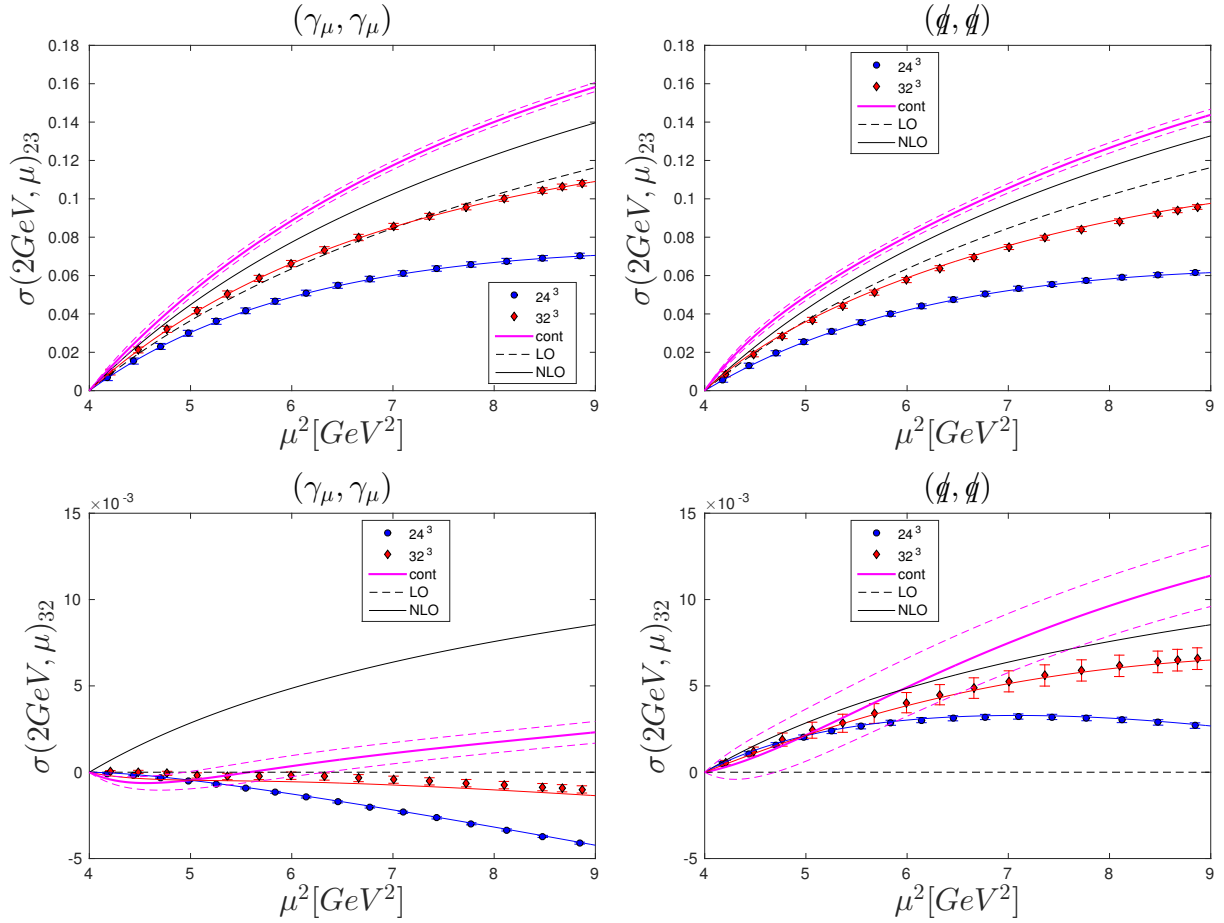 (γ_μ, γ_μ)
0.18
0.16
0.14
0.12
0.1
0.08
0.06
0.04
0.02
0
σ(2GeV, μ)_23
24^3
32^3
cont
LO
NLO
4 5 6 7 8 9
μ^2[GeV^2]
(q̸, q̸)
0.18
0.16
0.14
0.12
0.1
0.08
0.06
0.04
0.02
0
σ(2GeV, μ)_23
24^3
32^3
cont
LO
NLO
4 5 6 7 8 9
μ^2[GeV^2]
(γ_μ, γ_μ)
×10^-3
15
10
5
0
-5
σ(2GeV, μ)_32
24^3
32^3
cont
LO
NLO
4 5 6 7 8 9
μ^2[GeV^2]
(q̸, q̸)
×10^-3
15
10
5
0
-5
σ(2GeV, μ)_32
24^3
32^3
cont
LO
NLO
4 5 6 7 8 9
μ^2[GeV^2]